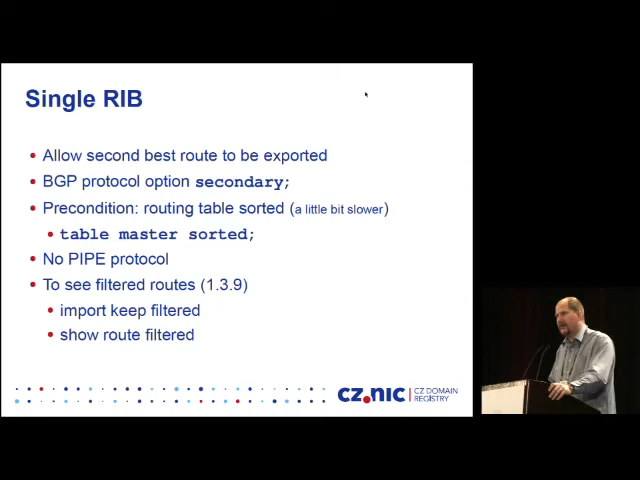 Single RIB
Allow second best route to be exported
BGP protocol option secondary;
Precondition: routing table sorted (a little bit slower)
table master sorted;
No PIPE protocol
To see filtered routes (1.3.9)
import keep filtered
show route filtered
CZ.NIC | CZ DOMAIN
REGISTRY